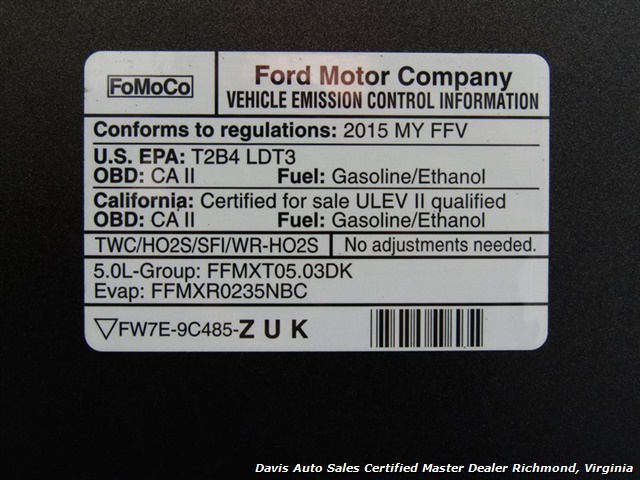 FoMoCo
Ford Motor Company
VEHICLE EMISSION CONTROL INFORMATION
Conforms to regulations: 2015 MY FFV
U.S. EPA: T2B4 LDT3
OBD: CA II Fuel: Gasoline/Ethanol
California: Certified for sale ULEV II qualified
OBD: CA II Fuel: Gasoline/Ethanol
TWC/HO2S/SFI/WR-HO2S No adjustments needed.
5.0L-Group: FFMXT05.03DK
Evap: FFMXR0235NBC
FW7E-9C485-Z U K
Davis Auto Sales Certified Master Dealer Richmond, Virginia